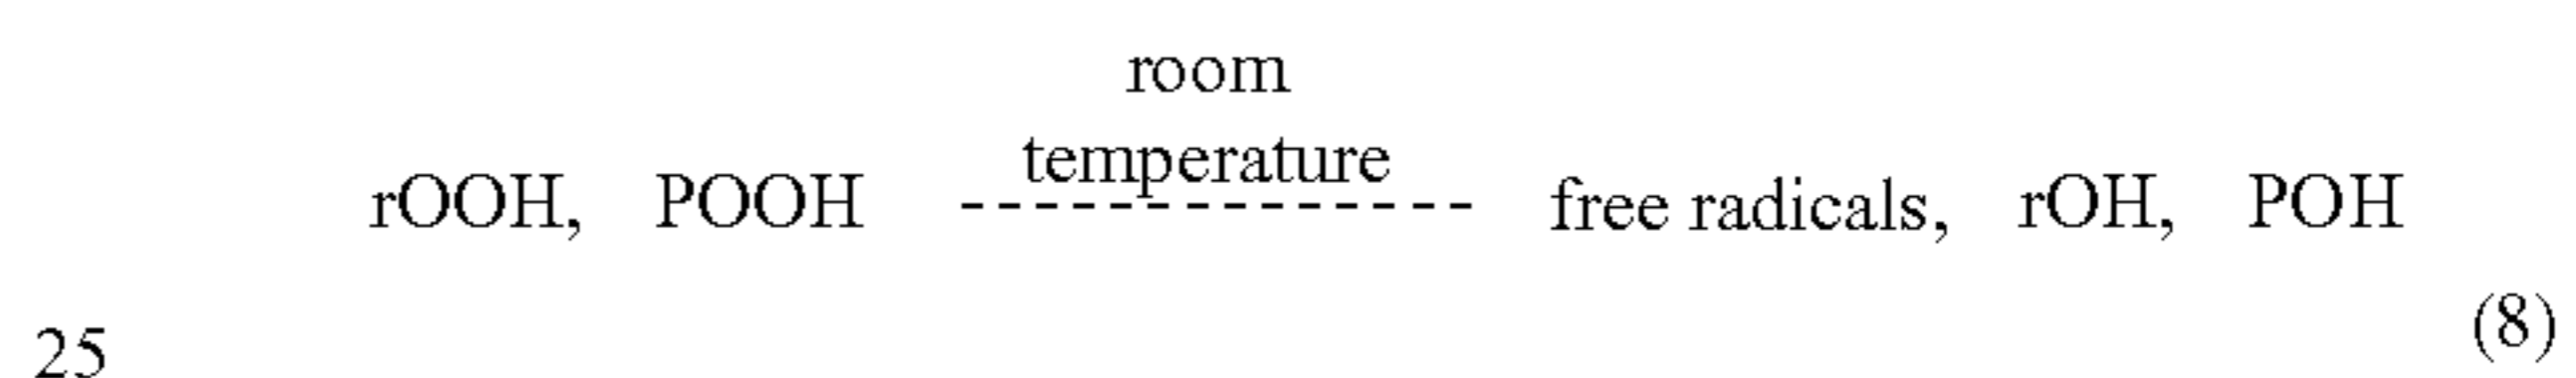 room
temperature
rOOH, POOH -------------- free radicals, rOH, POH
25 (8)